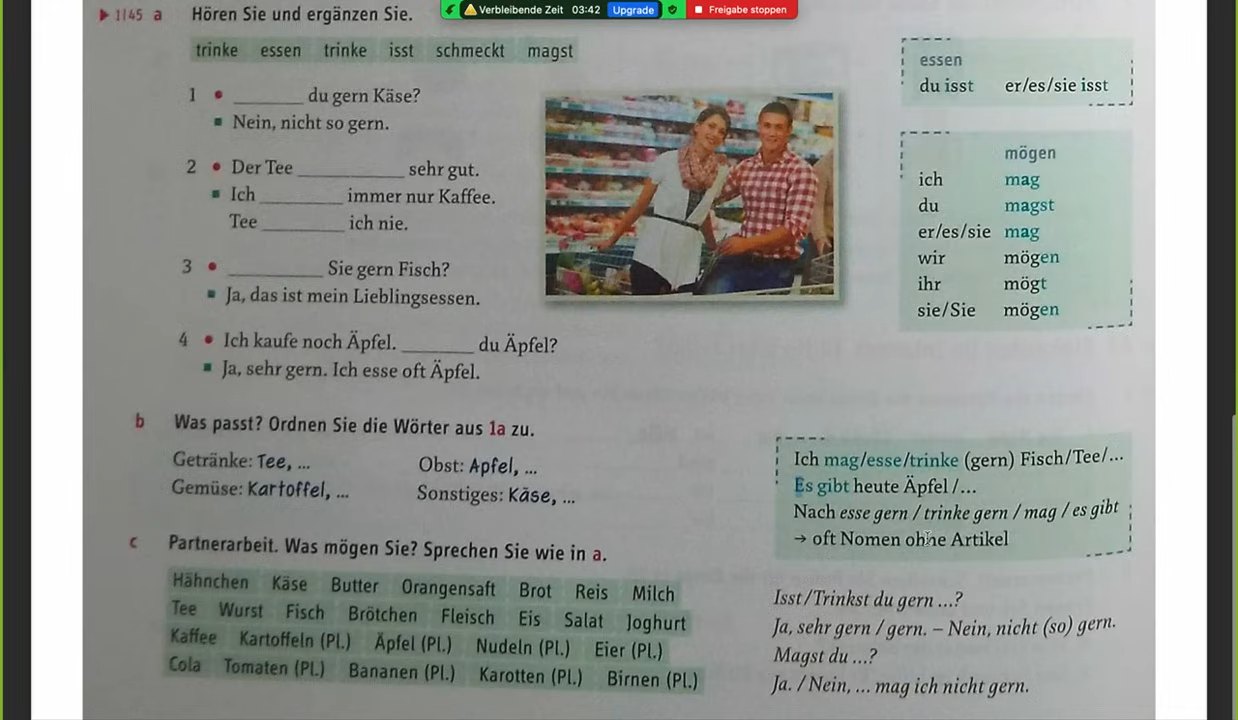 Verbleibende Zeit 03:42 Upgrade Freigabe stoppen
1|45 a Hören Sie und ergänzen Sie.
trinke essen trinke isst schmeckt magst
1 • ________ du gern Käse?
Nein, nicht so gern.
2 • Der Tee ____________ sehr gut.
Ich __________ immer nur Kaffee.
Tee __________ ich nie.
3 • ___________ Sie gern Fisch?
Ja, das ist mein Lieblingsessen.
4 • Ich kaufe noch Äpfel. ________ du Äpfel?
Ja, sehr gern. Ich esse oft Äpfel.
essen
du isst er/es/sie isst
mögen
ich mag
du magst
er/es/sie mag
wir mögen
ihr mögt
sie/Sie mögen
b Was passt? Ordnen Sie die Wörter aus 1a zu.
Getränke: Tee, ... Obst: Apfel, ...
Gemüse: Kartoffel, ... Sonstiges: Käse, ...
Ich mag/esse/trinke (gern) Fisch/Tee/...
Es gibt heute Äpfel/...
Nach esse gern / trinke gern / mag / es gibt
→ oft Nomen ohne Artikel
c Partnerarbeit. Was mögen Sie? Sprechen Sie wie in a.
Hähnchen Käse Butter Orangensaft Brot Reis Milch
Tee Wurst Fisch Brötchen Fleisch Eis Salat Joghurt
Kaffee Kartoffeln (Pl.) Äpfel (Pl.) Nudeln (Pl.) Eier (Pl.)
Cola Tomaten (Pl.) Bananen (Pl.) Karotten (Pl.) Birnen (Pl.)
Isst/Trinkst du gern ...?
Ja, sehr gern / gern. – Nein, nicht (so) gern.
Magst du ...?
Ja. / Nein, ... mag ich nicht gern.